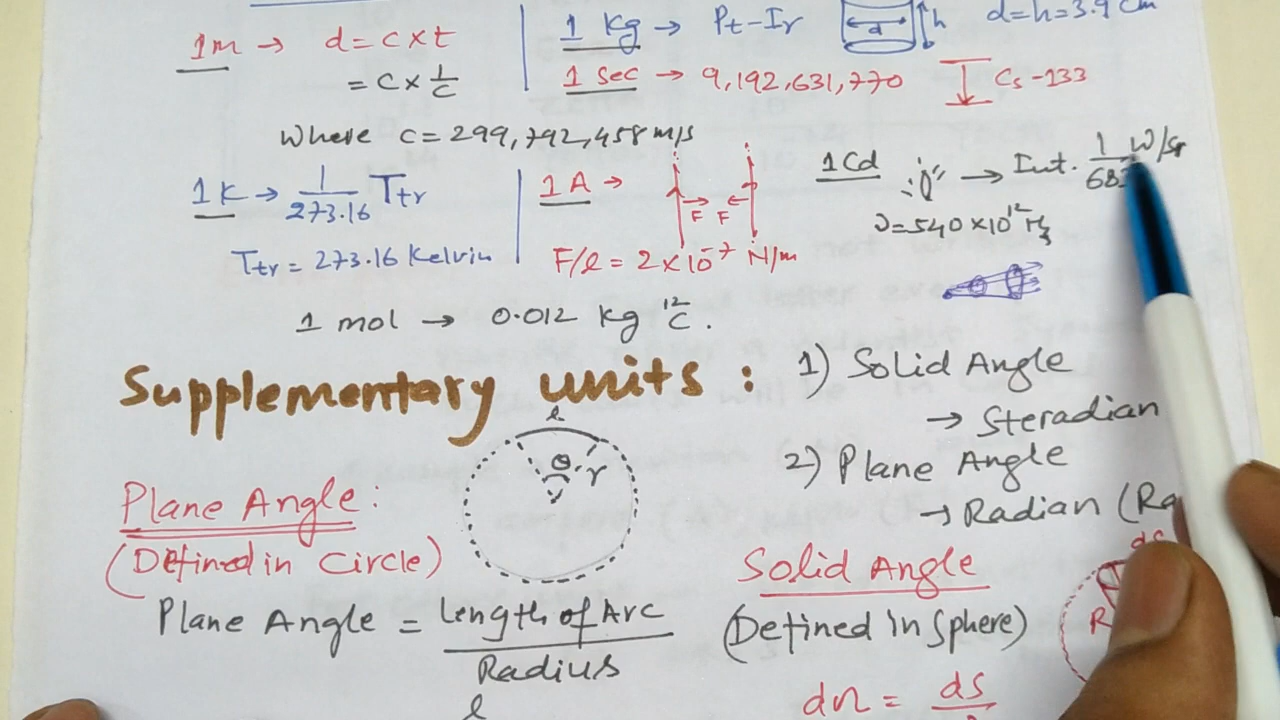 1m → d = c × t
= c × 1/c
where c = 299,792,458 m/s
1 Kg → Pt-Ir d h d=h=3.9 cm
1 Sec → 9,192,631,770 Cs-133
1 K → 1/273.16 Ttr
Ttr = 273.16 Kelvin
1 A → F F
F/l = 2 × 10⁻⁷ N/m
1 Cd → Int. 1/683 W/Sr
ν = 540 × 10¹² Hz
1 mol → 0.012 Kg ¹²C.
Supplementary units :
1) Solid Angle
→ Steradian
2) Plane Angle
→ Radian (Ra
l
θ r
Plane Angle :
(Defined in Circle)
Plane Angle = Length of Arc / Radius
l
Solid Angle
(Defined in Sphere)
dΩ = ds
ds
R